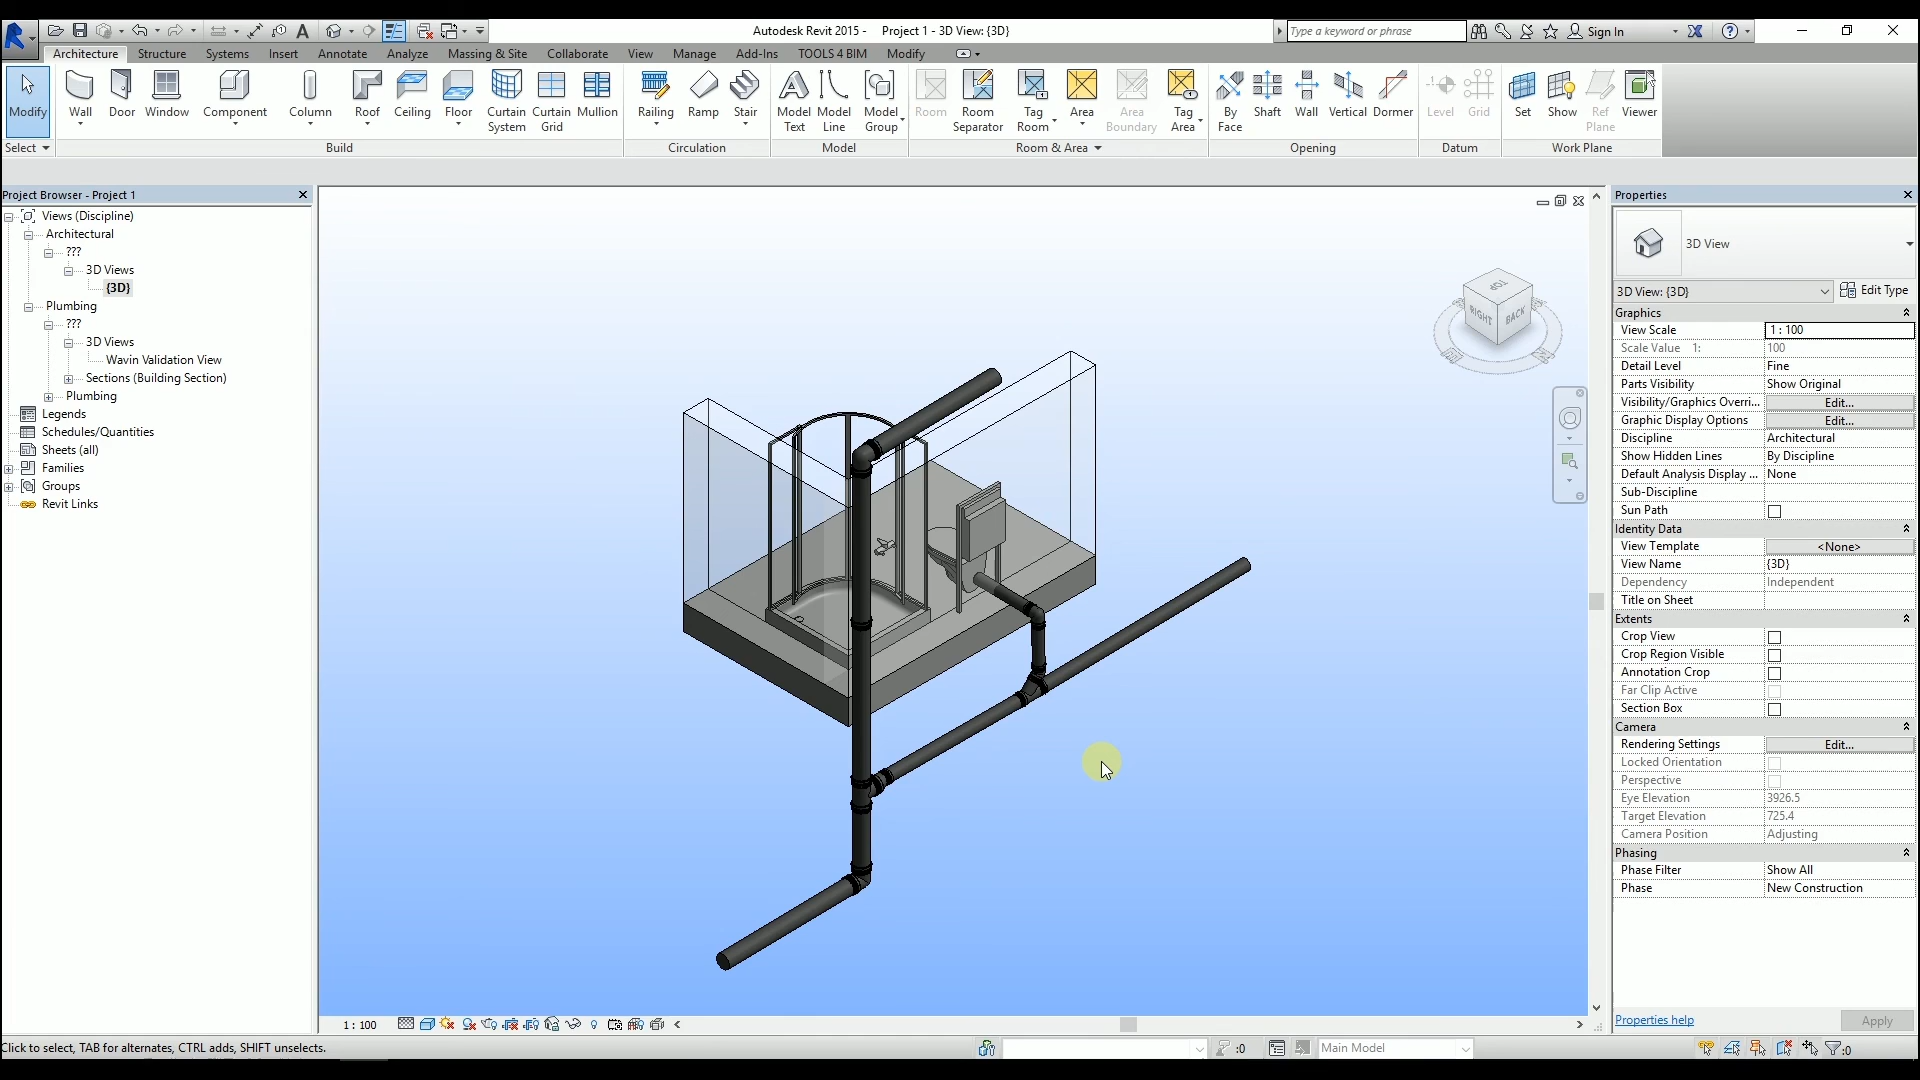 Autodesk Revit 2015 - Project 1 - 3D View: {3D}
Type a keyword or phrase
Sign In
Architecture Structure Systems Insert Annotate Analyze Massing & Site Collaborate View Manage Add-Ins TOOLS 4 BIM Modify
Modify Wall Door Window Component Column Roof Ceiling Floor Curtain System Curtain Grid Mullion Railing Ramp Stair Model Text Model Line Model Group Room Room Separator Tag Room Area Area Boundary Tag Area By Face Shaft Wall Vertical Dormer Level Grid Set Show Ref Plane Viewer
Select Build Circulation Model Room & Area Opening Datum Work Plane
Project Browser - Project 1
Views (Discipline)
Architectural
???
3D Views
{3D}
Plumbing
???
3D Views
Wavin Validation View
Sections (Building Section)
Plumbing
Legends
Schedules/Quantities
Sheets (all)
Families
Groups
Revit Links
TOP
RIGHT
BACK
Properties
3D View
3D View: {3D} Edit Type
Graphics
View Scale 1 : 100
Scale Value 1: 100
Detail Level Fine
Parts Visibility Show Original
Visibility/Graphics Overri... Edit...
Graphic Display Options Edit...
Discipline Architectural
Show Hidden Lines By Discipline
Default Analysis Display ... None
Sub-Discipline
Sun Path
Identity Data
View Template <None>
View Name {3D}
Dependency Independent
Title on Sheet
Extents
Crop View
Crop Region Visible
Annotation Crop
Far Clip Active
Section Box
Camera
Rendering Settings Edit...
Locked Orientation
Perspective
Eye Elevation 3926.5
Target Elevation 725.4
Camera Position Adjusting
Phasing
Phase Filter Show All
Phase New Construction
Properties help Apply
1 : 100
Click to select, TAB for alternates, CTRL adds, SHIFT unselects.
:0
Main Model
:0